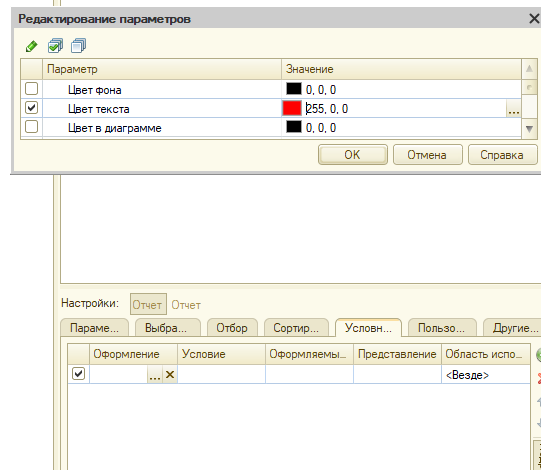 Редактирование параметров
Параметр Значение
Цвет фона 0, 0, 0
Цвет текста 255, 0, 0 ...
Цвет в диаграмме 0, 0, 0
OK Отмена Справка
Настройки: Отчет Отчет
Параме... Выбра... Отбор Сортир... Условн... Пользо... Другие...
Оформление Условие Оформляемы... Представление Область испо...
... <Везде>